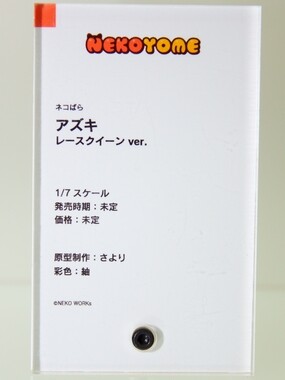 NEKOYOME
ネコぱら
アズキ
レースクイーン ver.
1/7 スケール
発売時期：未定
価格：未定
原型制作：さより
彩色：紬
©NEKO WORKs